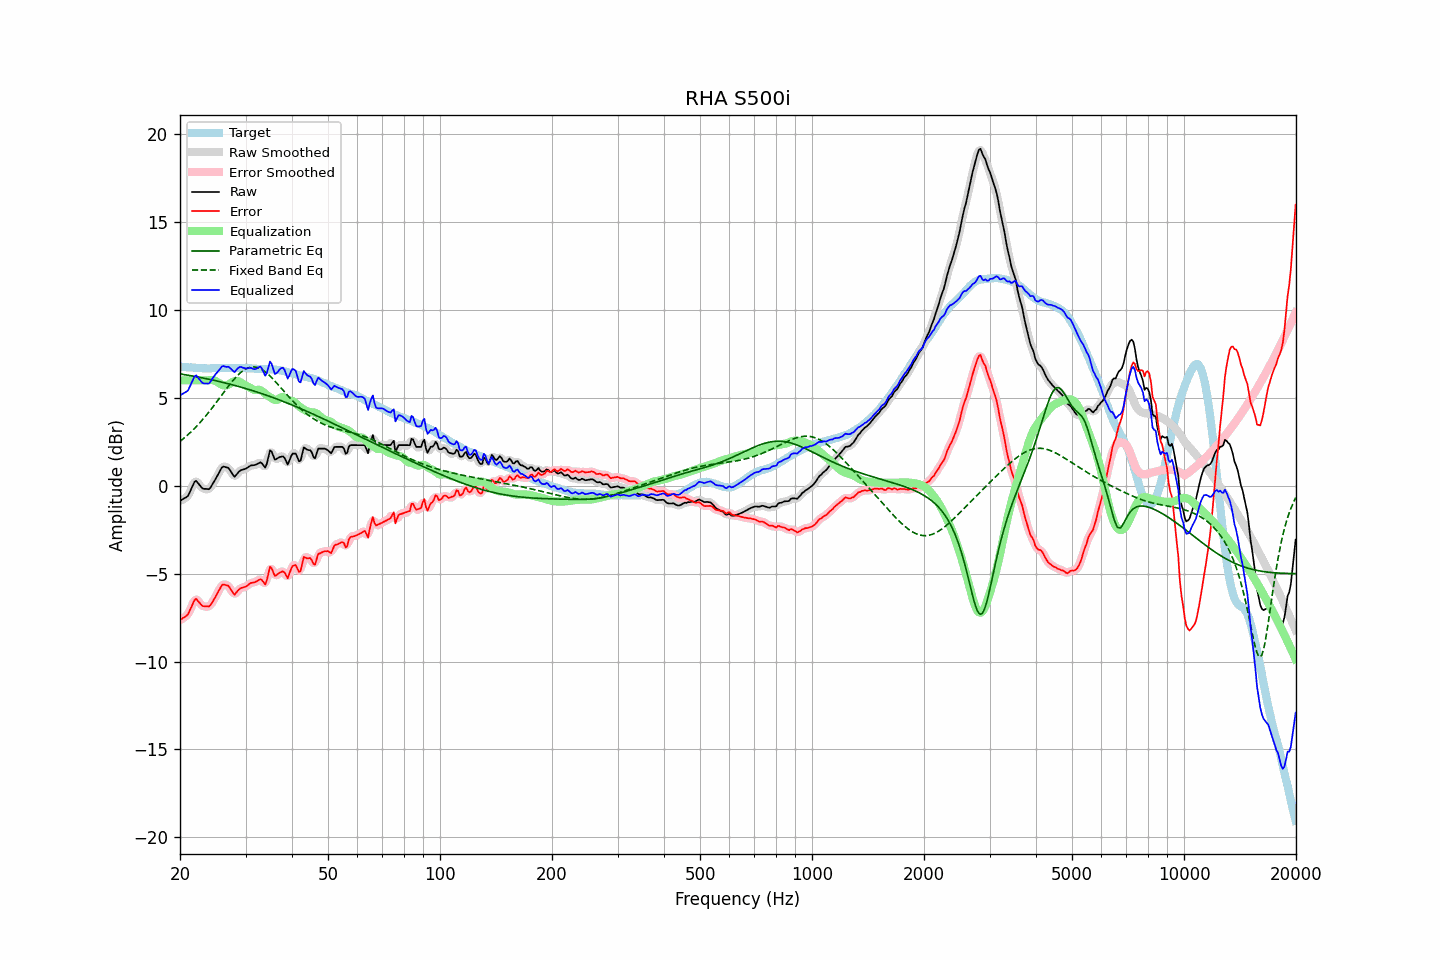 RHA S500i
Target
Raw Smoothed
Error Smoothed
Raw
Error
Equalization
Parametric Eq
Fixed Band Eq
Equalized
Amplitude (dBr)
20
15
10
5
0
−5
−10
−15
−20
20 50 100 200 500 1000 2000 5000 10000 20000
Frequency (Hz)